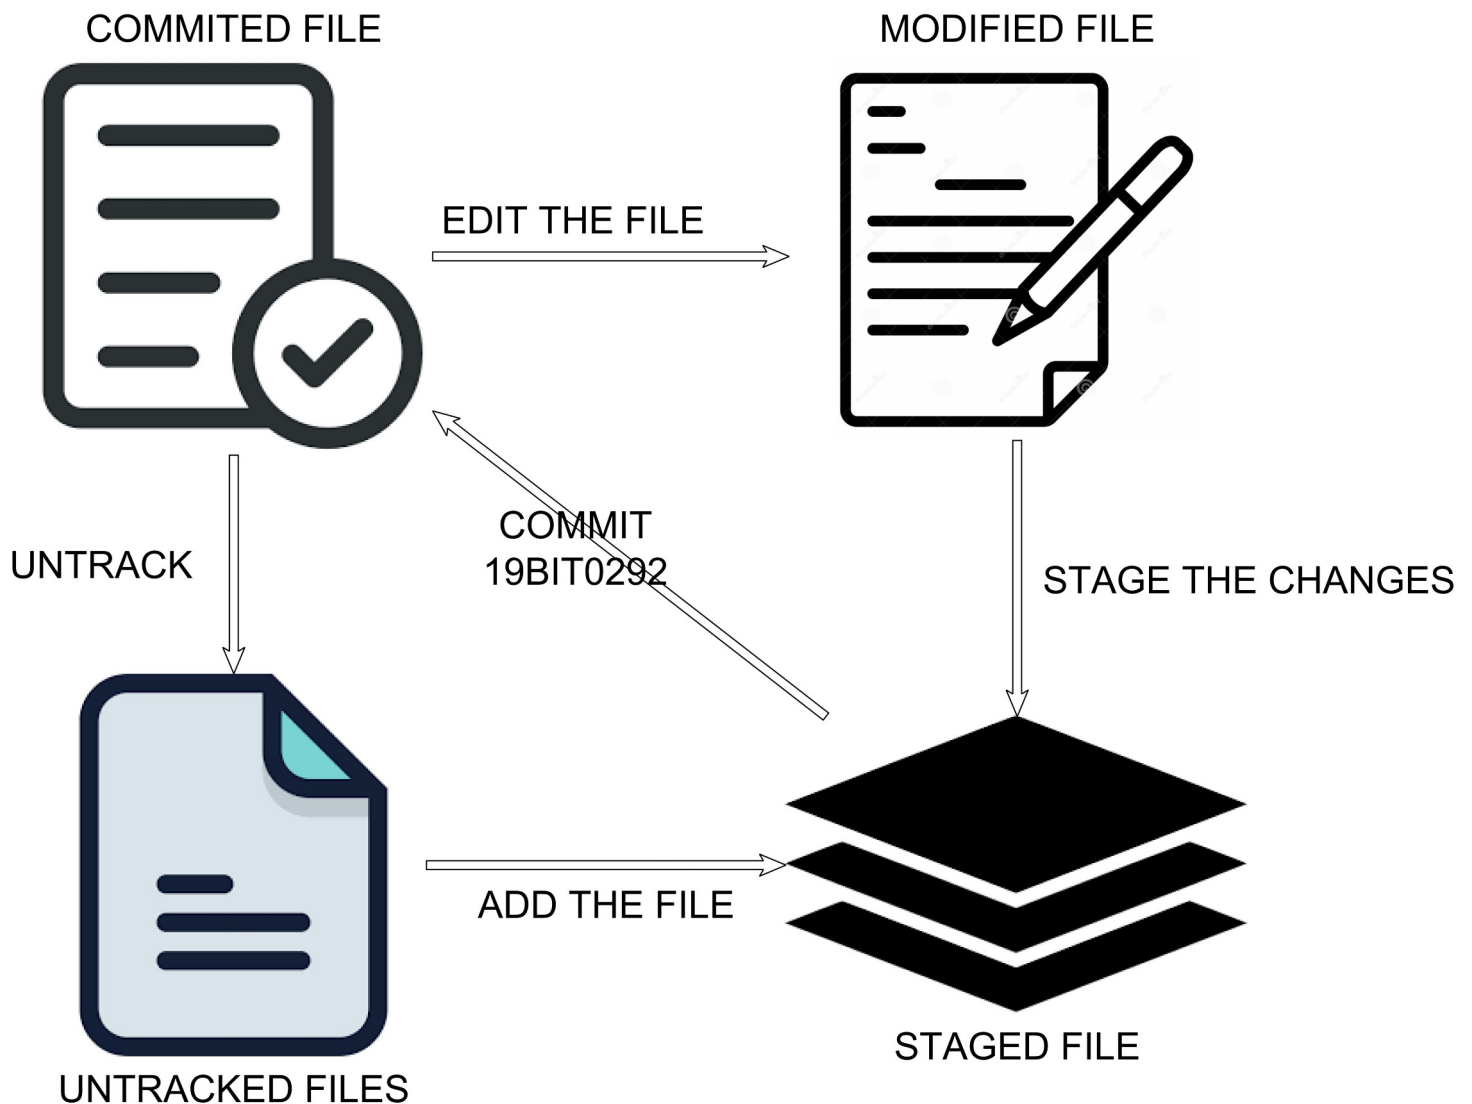 COMMITED FILE
MODIFIED FILE
EDIT THE FILE
COMMIT
19BIT0292
UNTRACK
STAGE THE CHANGES
ADD THE FILE
STAGED FILE
UNTRACKED FILES